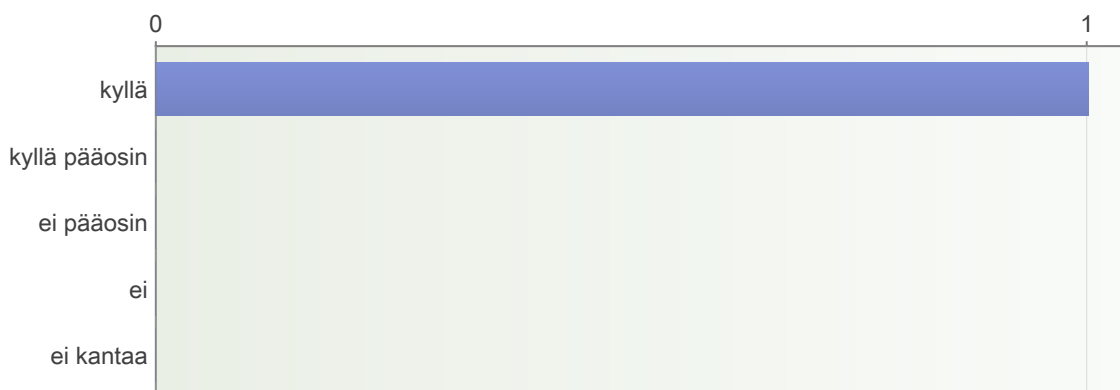 0 1
kyllä
kyllä pääosin
ei pääosin
ei
ei kantaa